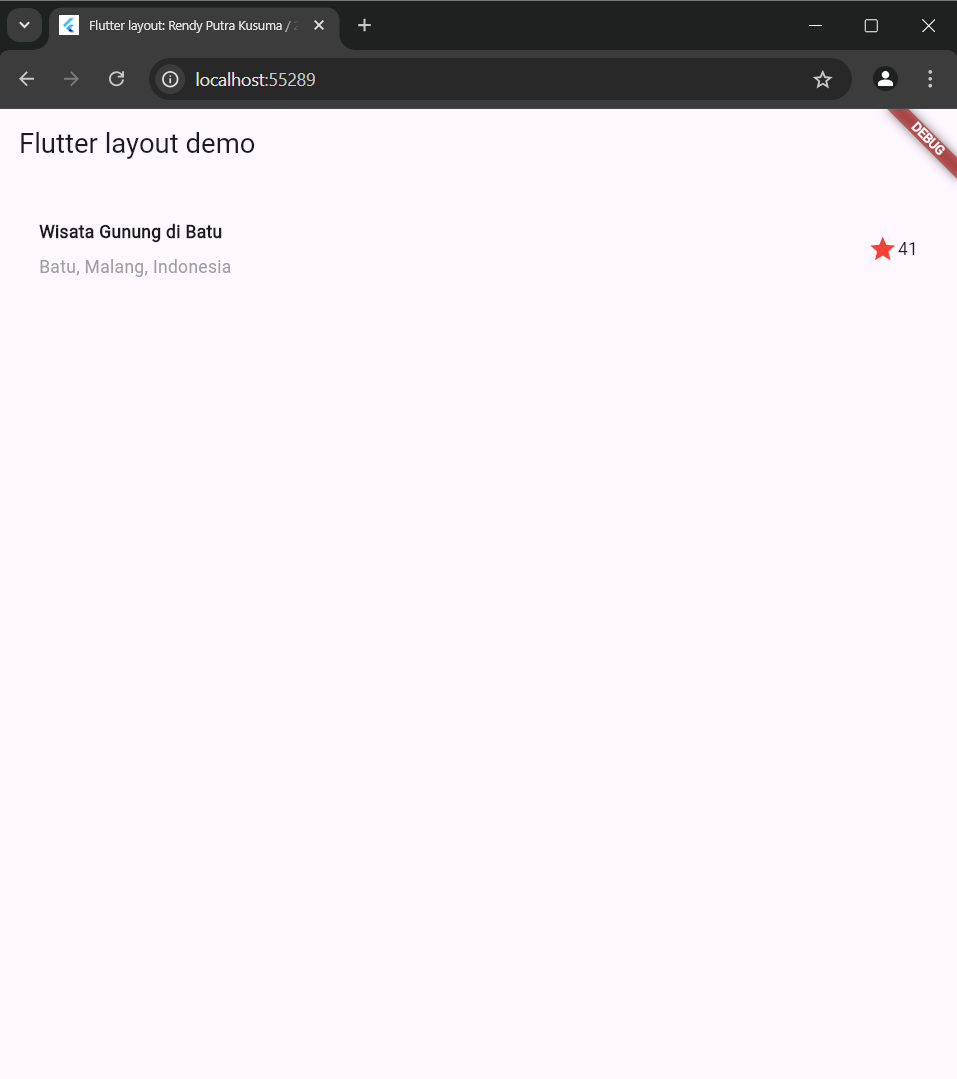 Flutter layout: Rendy Putra Kusuma /
localhost:55289
Flutter layout demo
DEBUG
Wisata Gunung di Batu
Batu, Malang, Indonesia
41